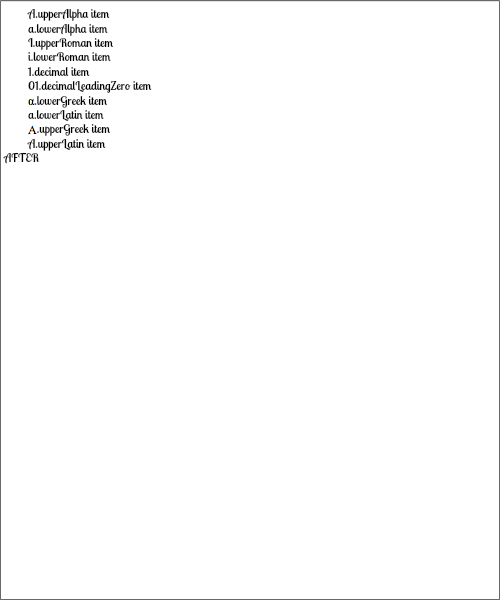 A.upperAlpha item
a.lowerAlpha item
I.upperRoman item
i.lowerRoman item
1.decimal item
01.decimalLeadingZero item
α.lowerGreek item
a.lowerLatin item
Α.upperGreek item
A.upperLatin item
AFTER